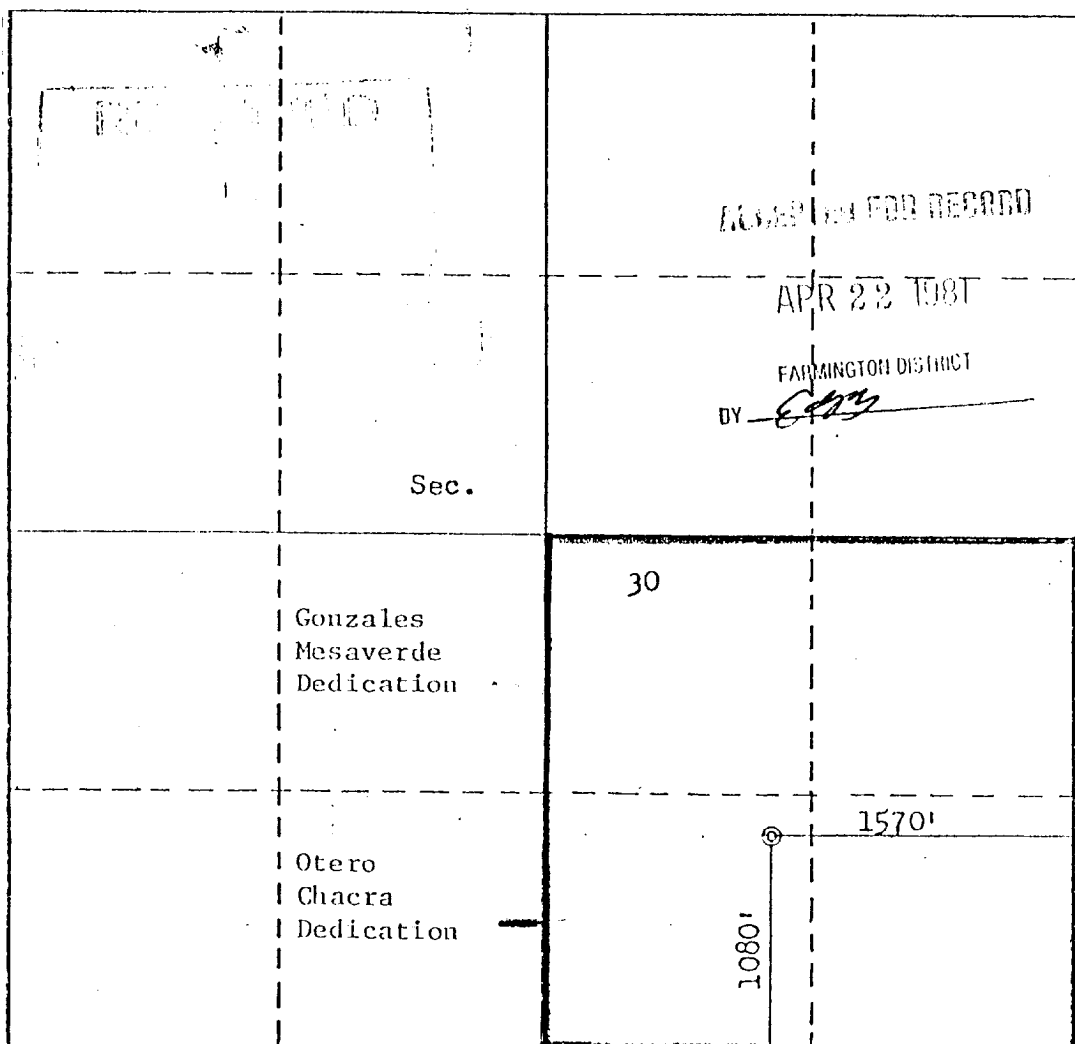 FOR RECORD
APR 22 1981
FARMINGTON DISTRICT
BY
Sec.
30
Gonzales
Mesaverde
Dedication
1570'
Otero
Chacra
Dedication
1080'